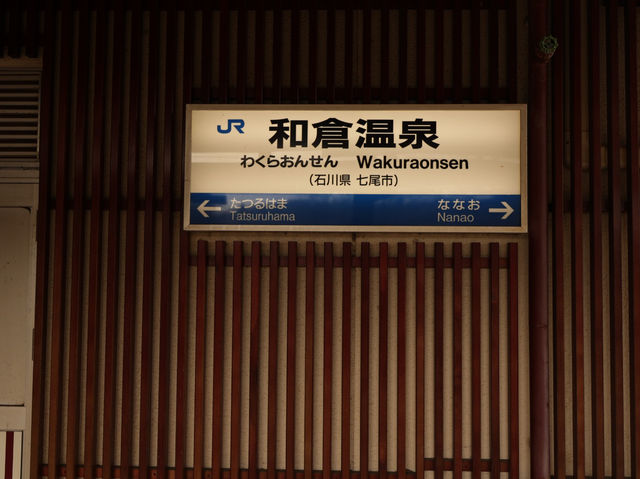 JR 和倉温泉
わくらおんせん Wakuraonsen
(石川県 七尾市)
← たつるはま ななお →
Tatsuruhama Nanao